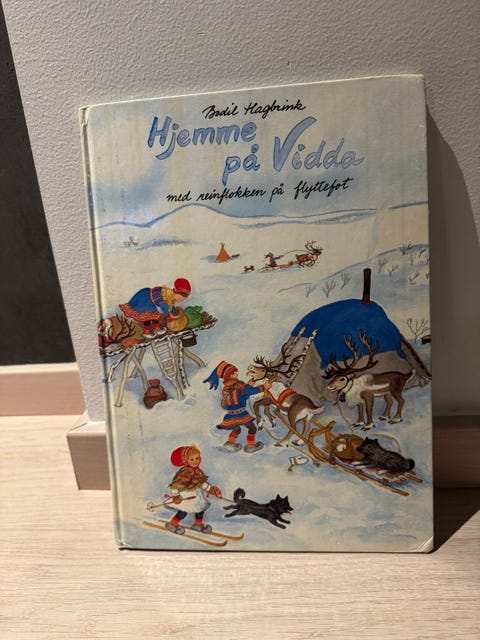 Bodil Hagbrink
Hjemme
på Vidda
med reinflokken på flyttefot